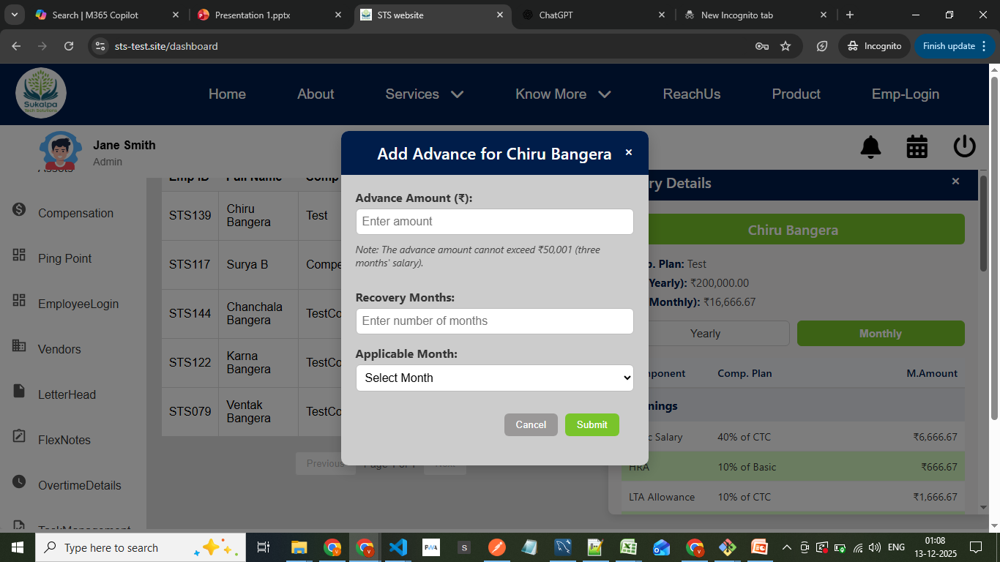 Search | M365 Copilot
Presentation 1.pptx
STS website
ChatGPT
New Incognito tab
sts-test.site/dashboard
Incognito
Finish update
Sukalpa
Tech Solutions
Home
About
Services
Know More
ReachUs
Product
Emp-Login
Jane Smith
Admin
Assets
Compensation
Ping Point
EmployeeLogin
Vendors
LetterHead
FlexNotes
OvertimeDetails
TaskManagement
Emp ID Full Name Comp
STS139 Chiru Bangera Test
STS117 Surya B Compe
STS144 Chanchala Bangera TestCo
STS122 Karna Bangera TestCo
STS079 Ventak Bangera TestCo
Previous Page 1 of 1 Next
Add Advance for Chiru Bangera ×
Advance Amount (₹):
Enter amount
Note: The advance amount cannot exceed ₹50,001 (three
months' salary).
Recovery Months:
Enter number of months
Applicable Month:
Select Month
Cancel Submit
ry Details ×
Chiru Bangera
. Plan: Test
Yearly): ₹200,000.00
Monthly): ₹16,666.67
Yearly Monthly
ponent Comp. Plan M.Amount
nings
c Salary 40% of CTC ₹6,666.67
HRA 10% of Basic ₹666.67
LTA Allowance 10% of CTC ₹1,666.67
Type here to search
PWA
S
ENG
01:08
13-12-2025